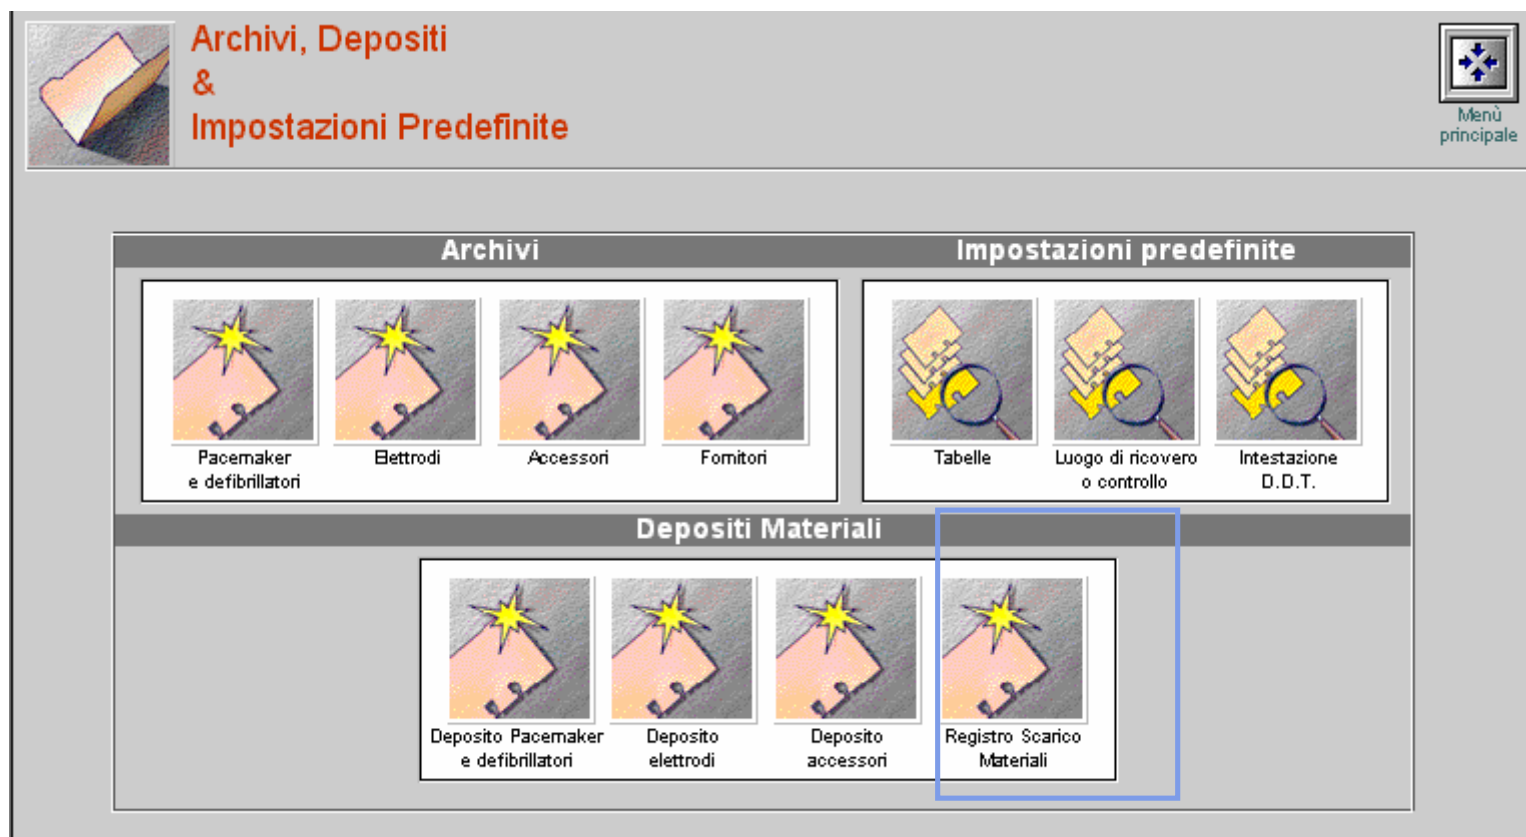 Archivi, Depositi
&
Impostazioni Predefinite
Menù
principale
Archivi
Impostazioni predefinite
Pacemaker
e defibrillatori
Elettrodi
Accessori
Fornitori
Tabelle
Luogo di ricovero
o controllo
Intestazione
D.D.T.
Depositi Materiali
Deposito Pacemaker
e defibrillatori
Deposito
elettrodi
Deposito
accessori
Registro Scarico
Materiali